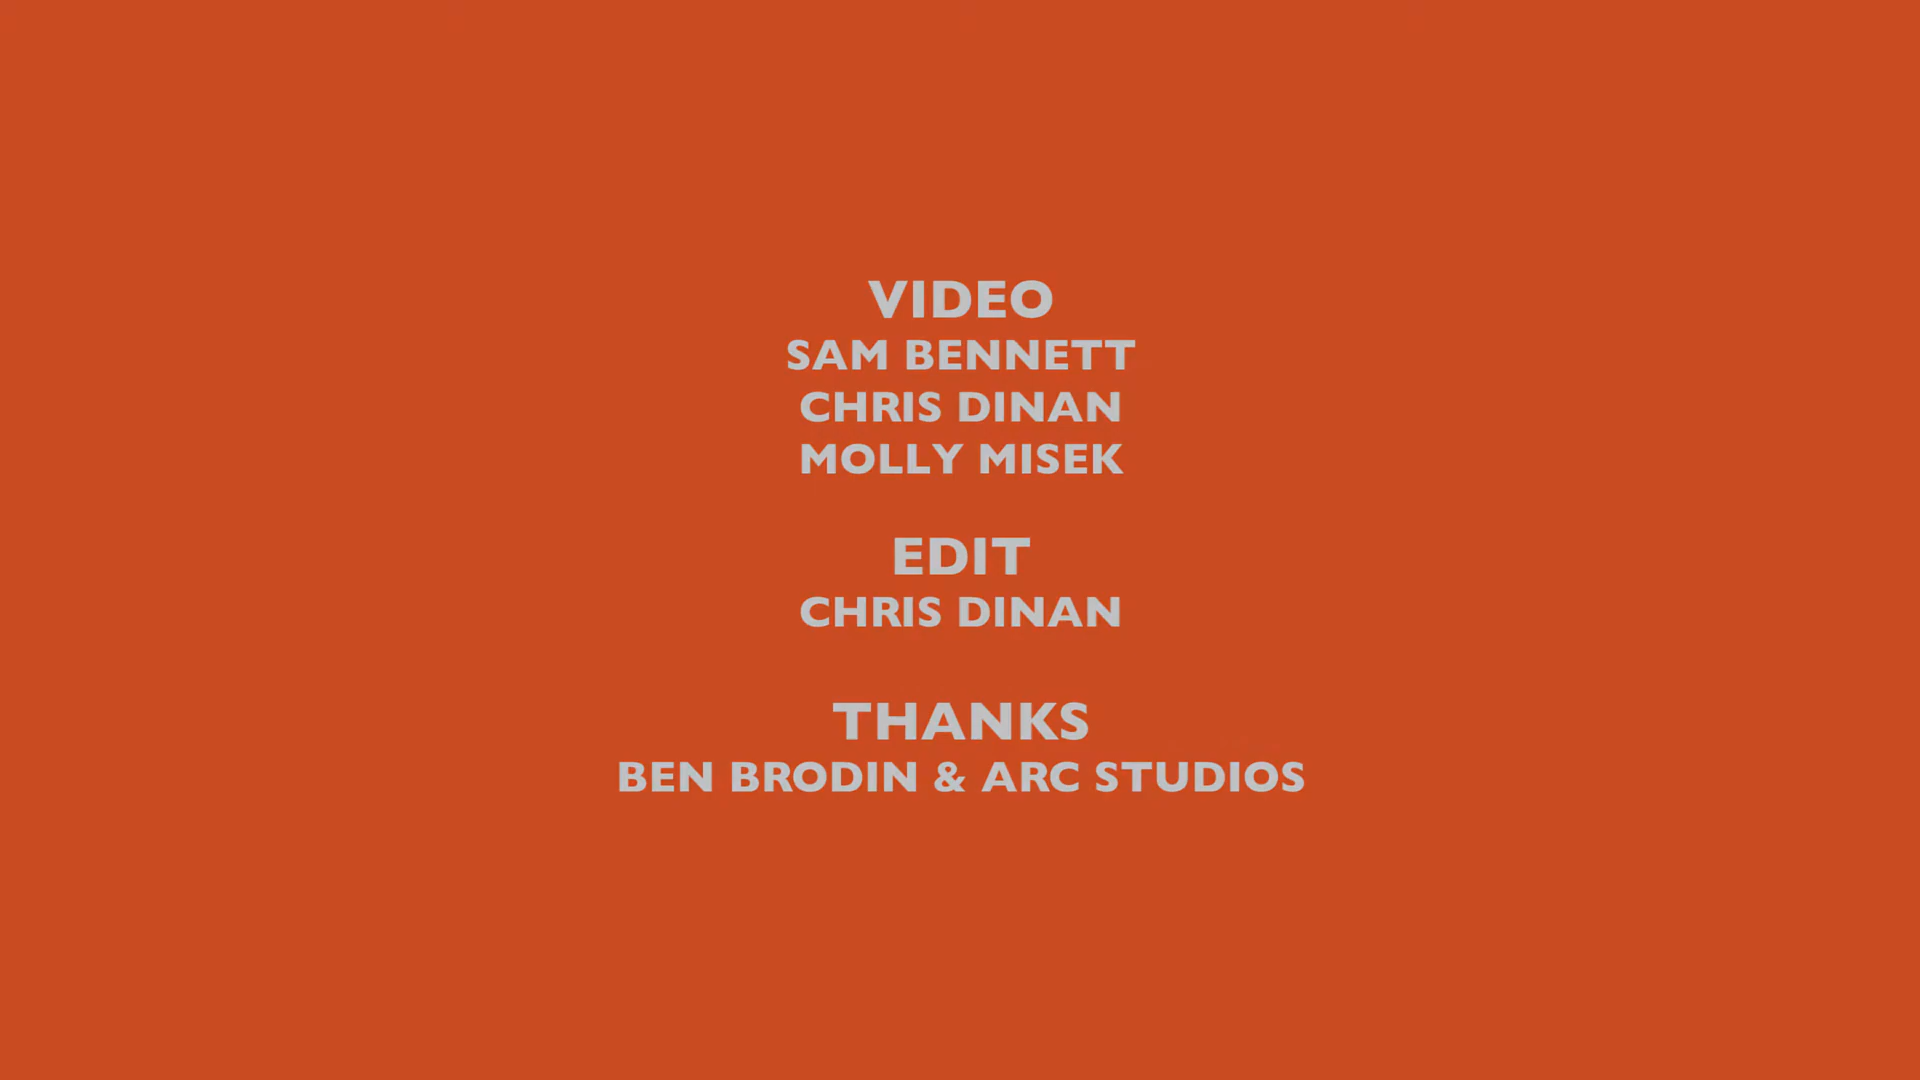 VIDEO
SAM BENNETT
CHRIS DINAN
MOLLY MISEK
EDIT
CHRIS DINAN
THANKS
BEN BRODIN & ARC STUDIOS